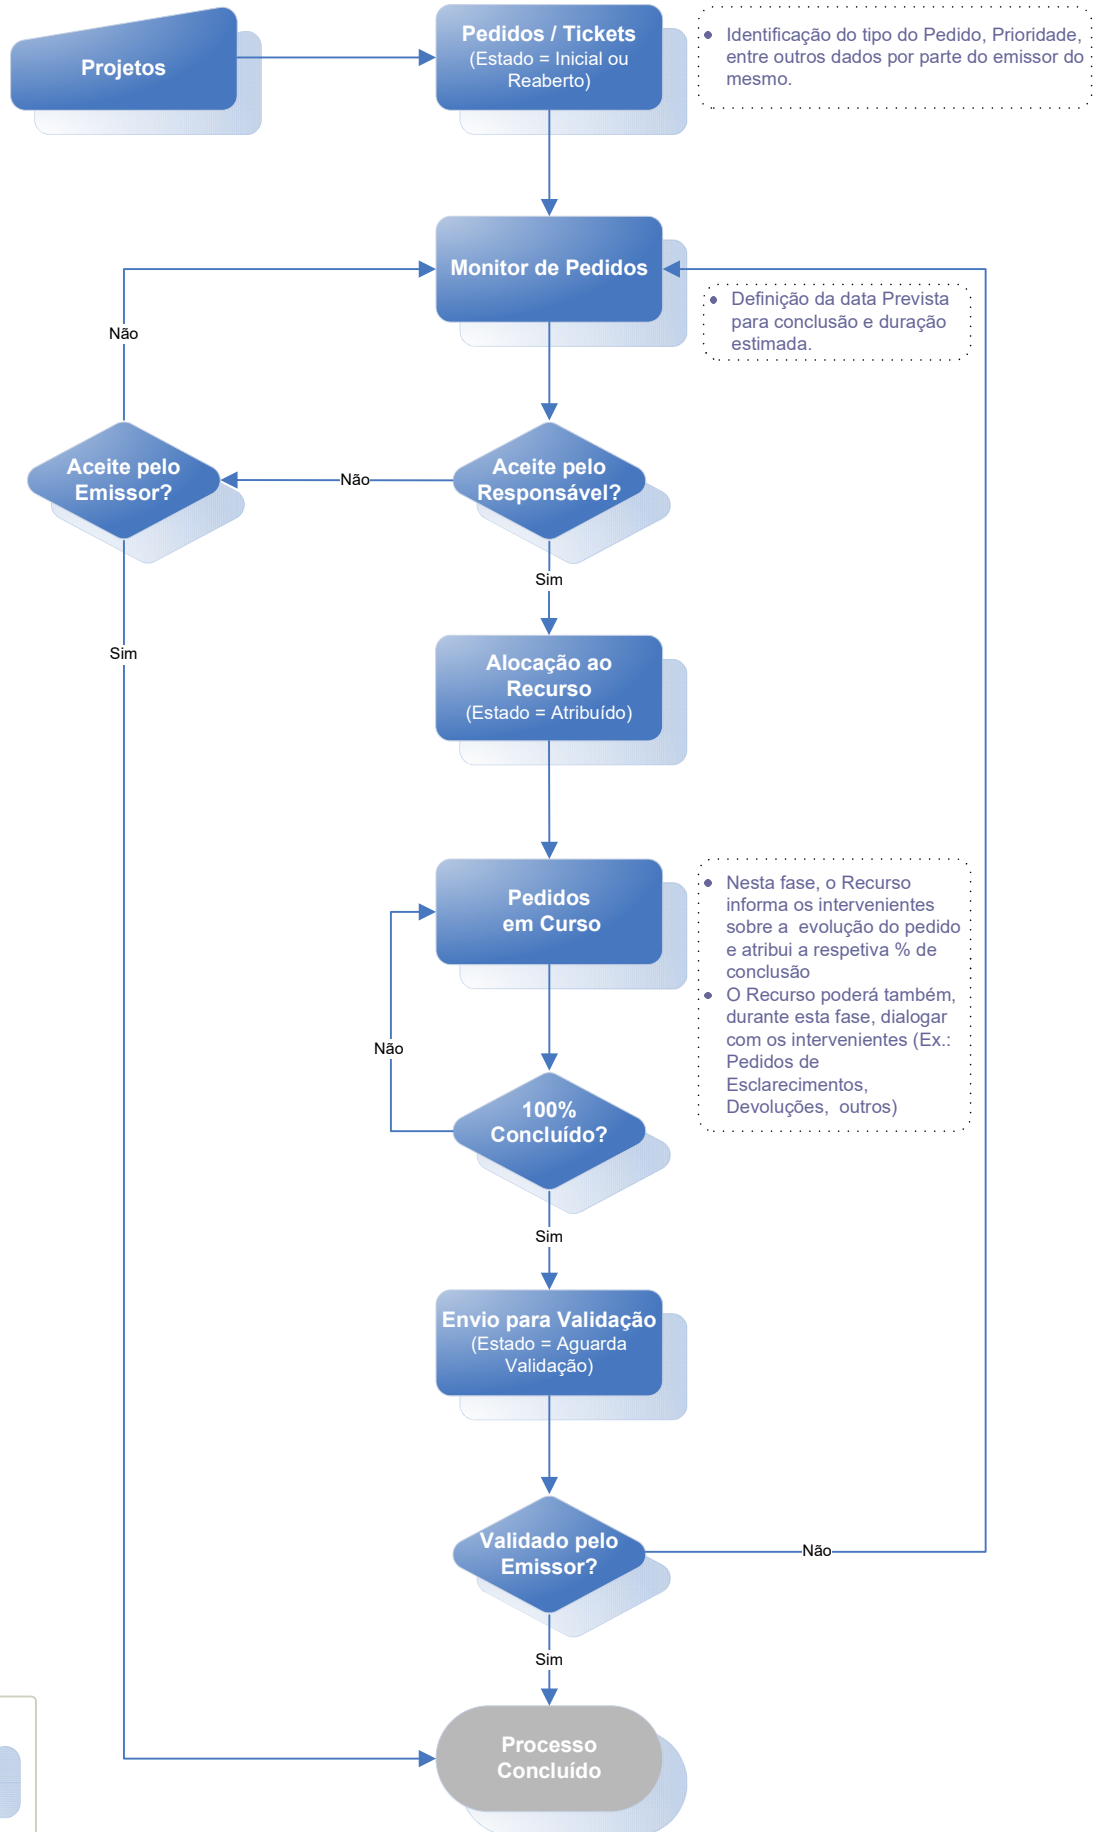 Projetos
Pedidos / Tickets
(Estado = Inicial ou
Reaberto)
• Identificação do tipo do Pedido, Prioridade,
entre outros dados por parte do emissor do
mesmo.
Monitor de Pedidos
• Definição da data Prevista
para conclusão e duração
estimada.
Não
Aceite pelo
Emissor?
Não
Aceite pelo
Responsável?
Sim
Sim
Alocação ao
Recurso
(Estado = Atribuído)
Pedidos
em Curso
• Nesta fase, o Recurso
informa os intervenientes
sobre a  evolução do pedido
e atribui a respetiva % de
conclusão
• O Recurso poderá também,
durante esta fase, dialogar
com os intervenientes (Ex.:
Pedidos de
Esclarecimentos,
Devoluções,  outros)
Não
100%
Concluído?
Sim
Envio para Validação
(Estado = Aguarda
Validação)
Validado pelo
Emissor?
Não
Sim
Processo
Concluído